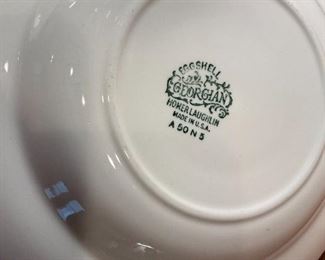 EGGSHELL
GEORGIAN
HOMER LAUGHLIN
MADE IN U.S.A.
A 50 N 5